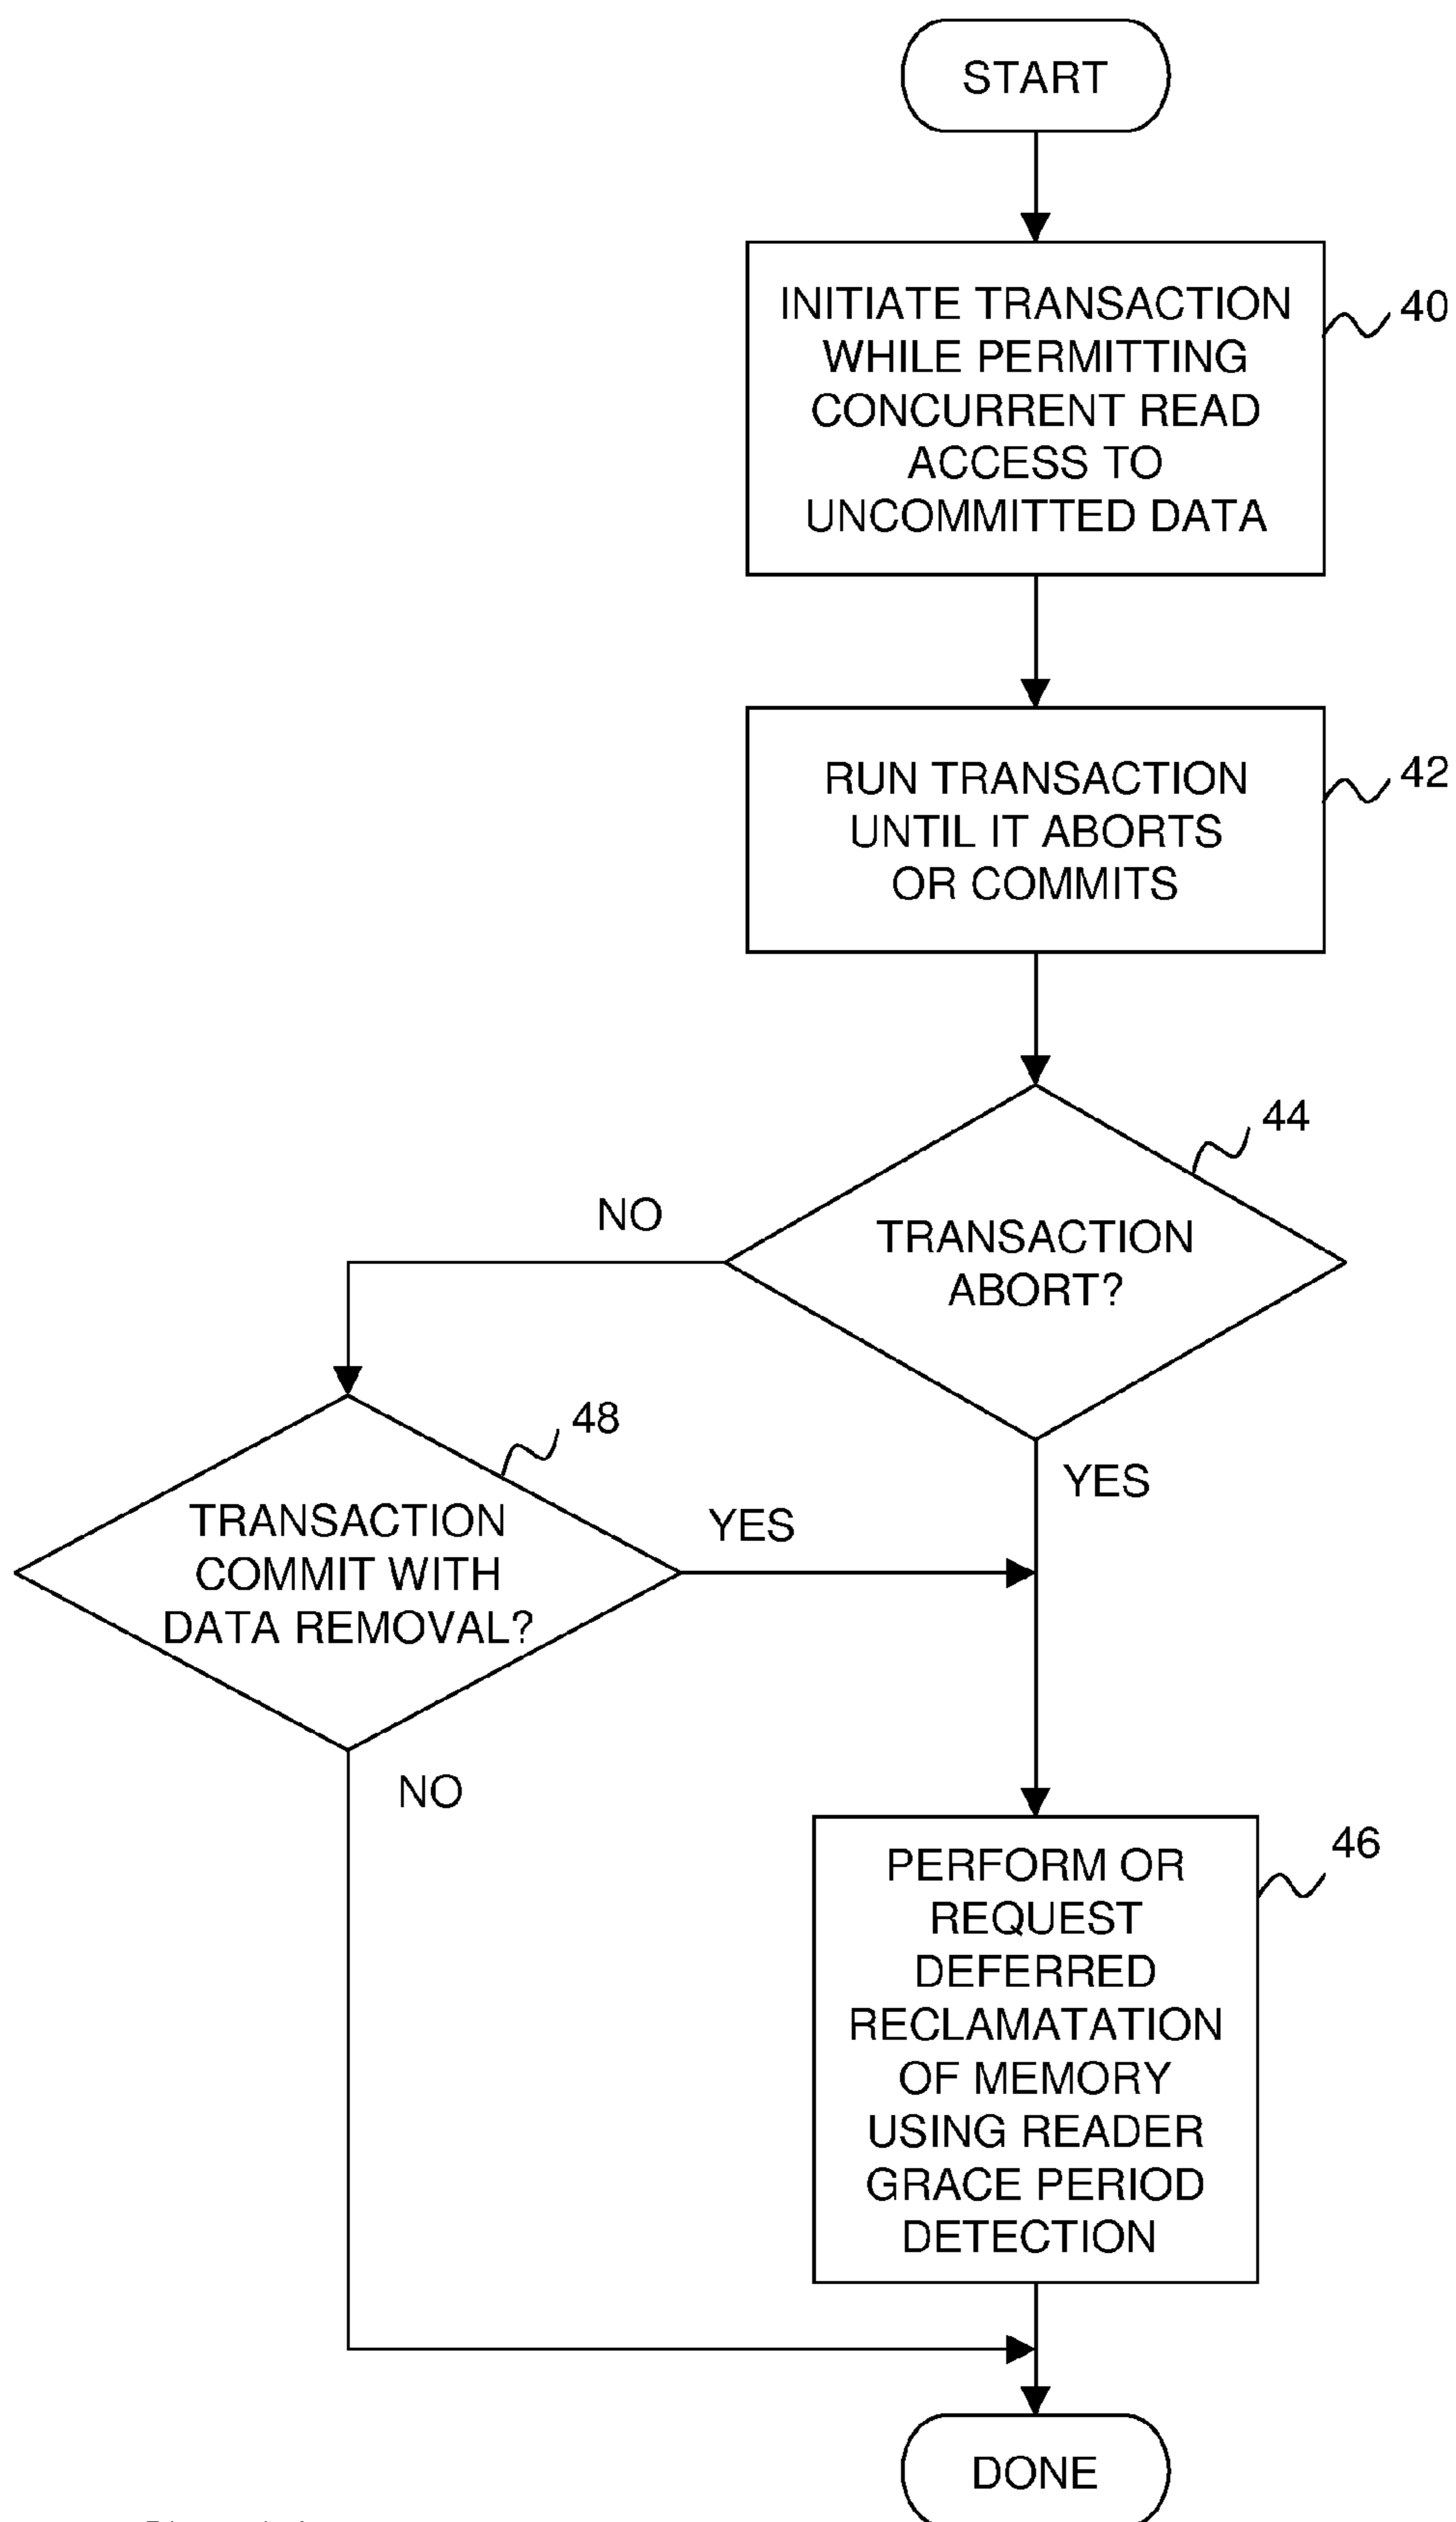 START
INITIATE TRANSACTION
WHILE PERMITTING
CONCURRENT READ
ACCESS TO
UNCOMMITTED DATA
40
RUN TRANSACTION
UNTIL IT ABORTS
OR COMMITS
42
44
TRANSACTION
ABORT?
NO
YES
48
TRANSACTION
COMMIT WITH
DATA REMOVAL?
YES
NO
46
PERFORM OR
REQUEST
DEFERRED
RECLAMATATION
OF MEMORY
USING READER
GRACE PERIOD
DETECTION
DONE